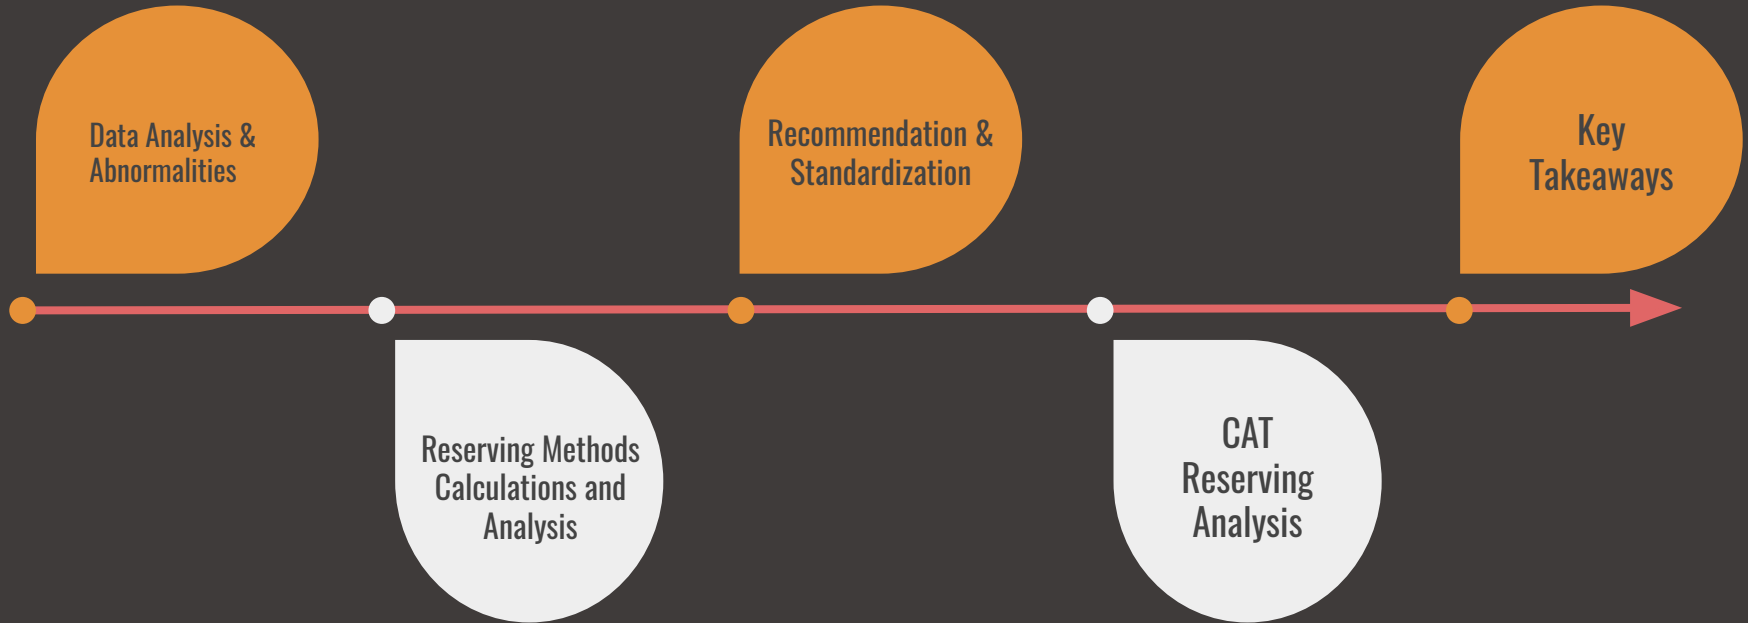 Data Analysis &
Abnormalities
Reserving Methods
Calculations and
Analysis
Recommendation &
Standardization
CAT
Reserving
Analysis
Key
Takeaways